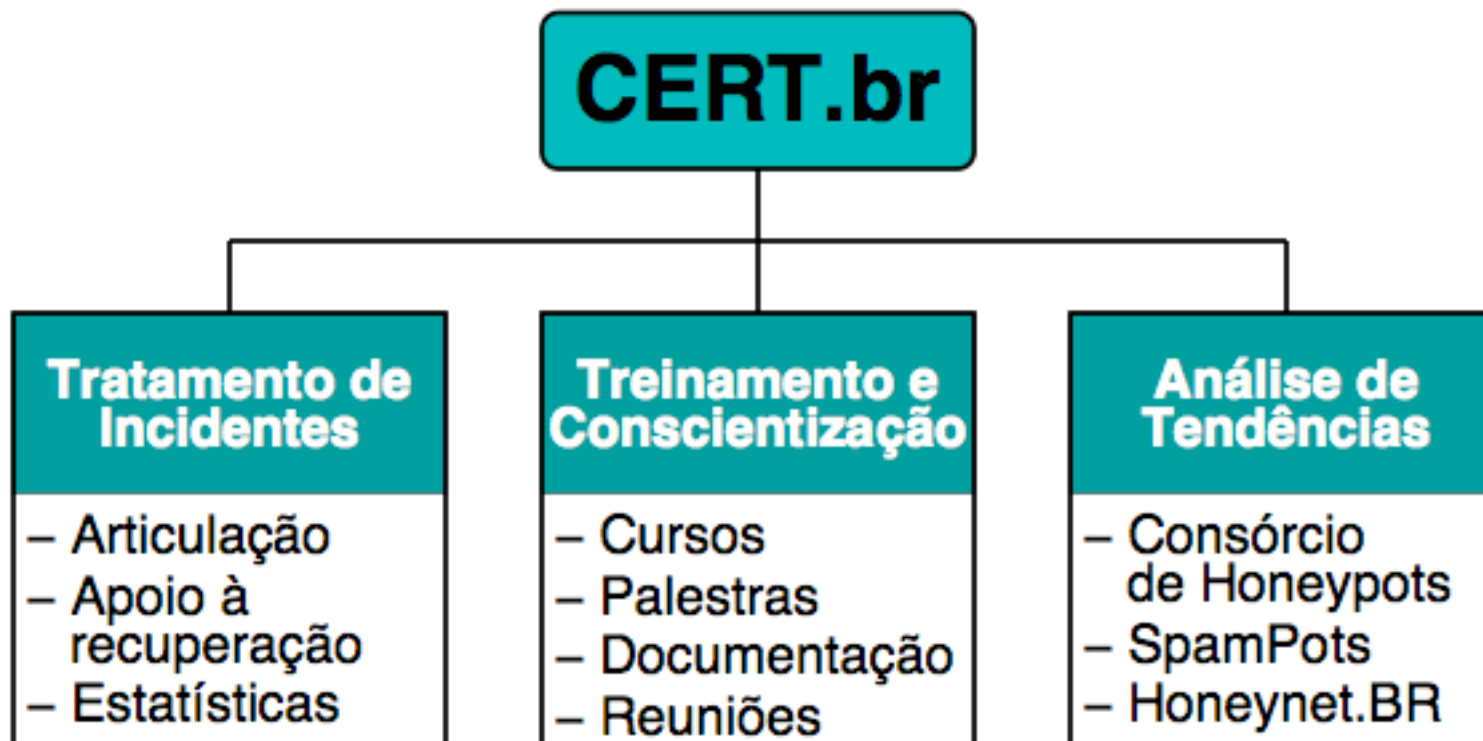 CERT.br
Tratamento de
Incidentes
– Articulação
– Apoio à
recuperação
– Estatísticas
Treinamento e
Conscientização
– Cursos
– Palestras
– Documentação
– Reuniões
Análise de
Tendências
– Consórcio
de Honeypots
– SpamPots
– Honeynet.BR